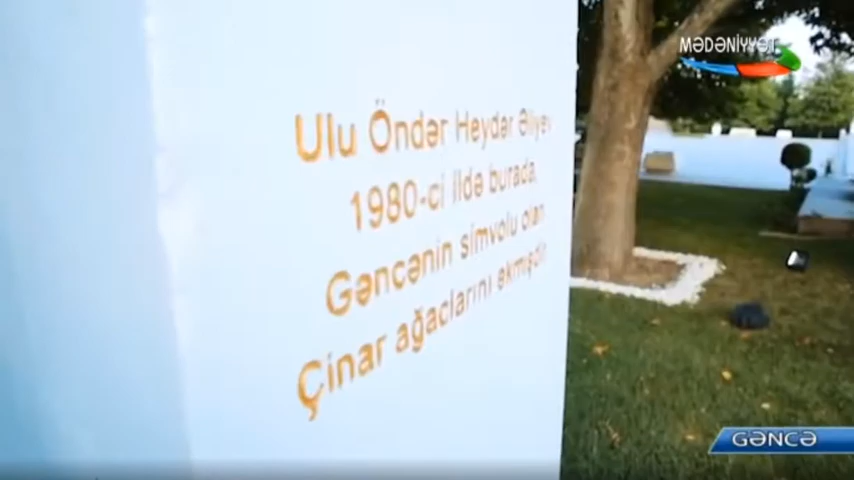 MƏDƏNİYYƏT
Ulu Öndər Heydər Əliyev
1980-ci ildə burada,
Gəncənin simvolu olan
Çinar ağaclarını əkmişdir
GƏNCƏ